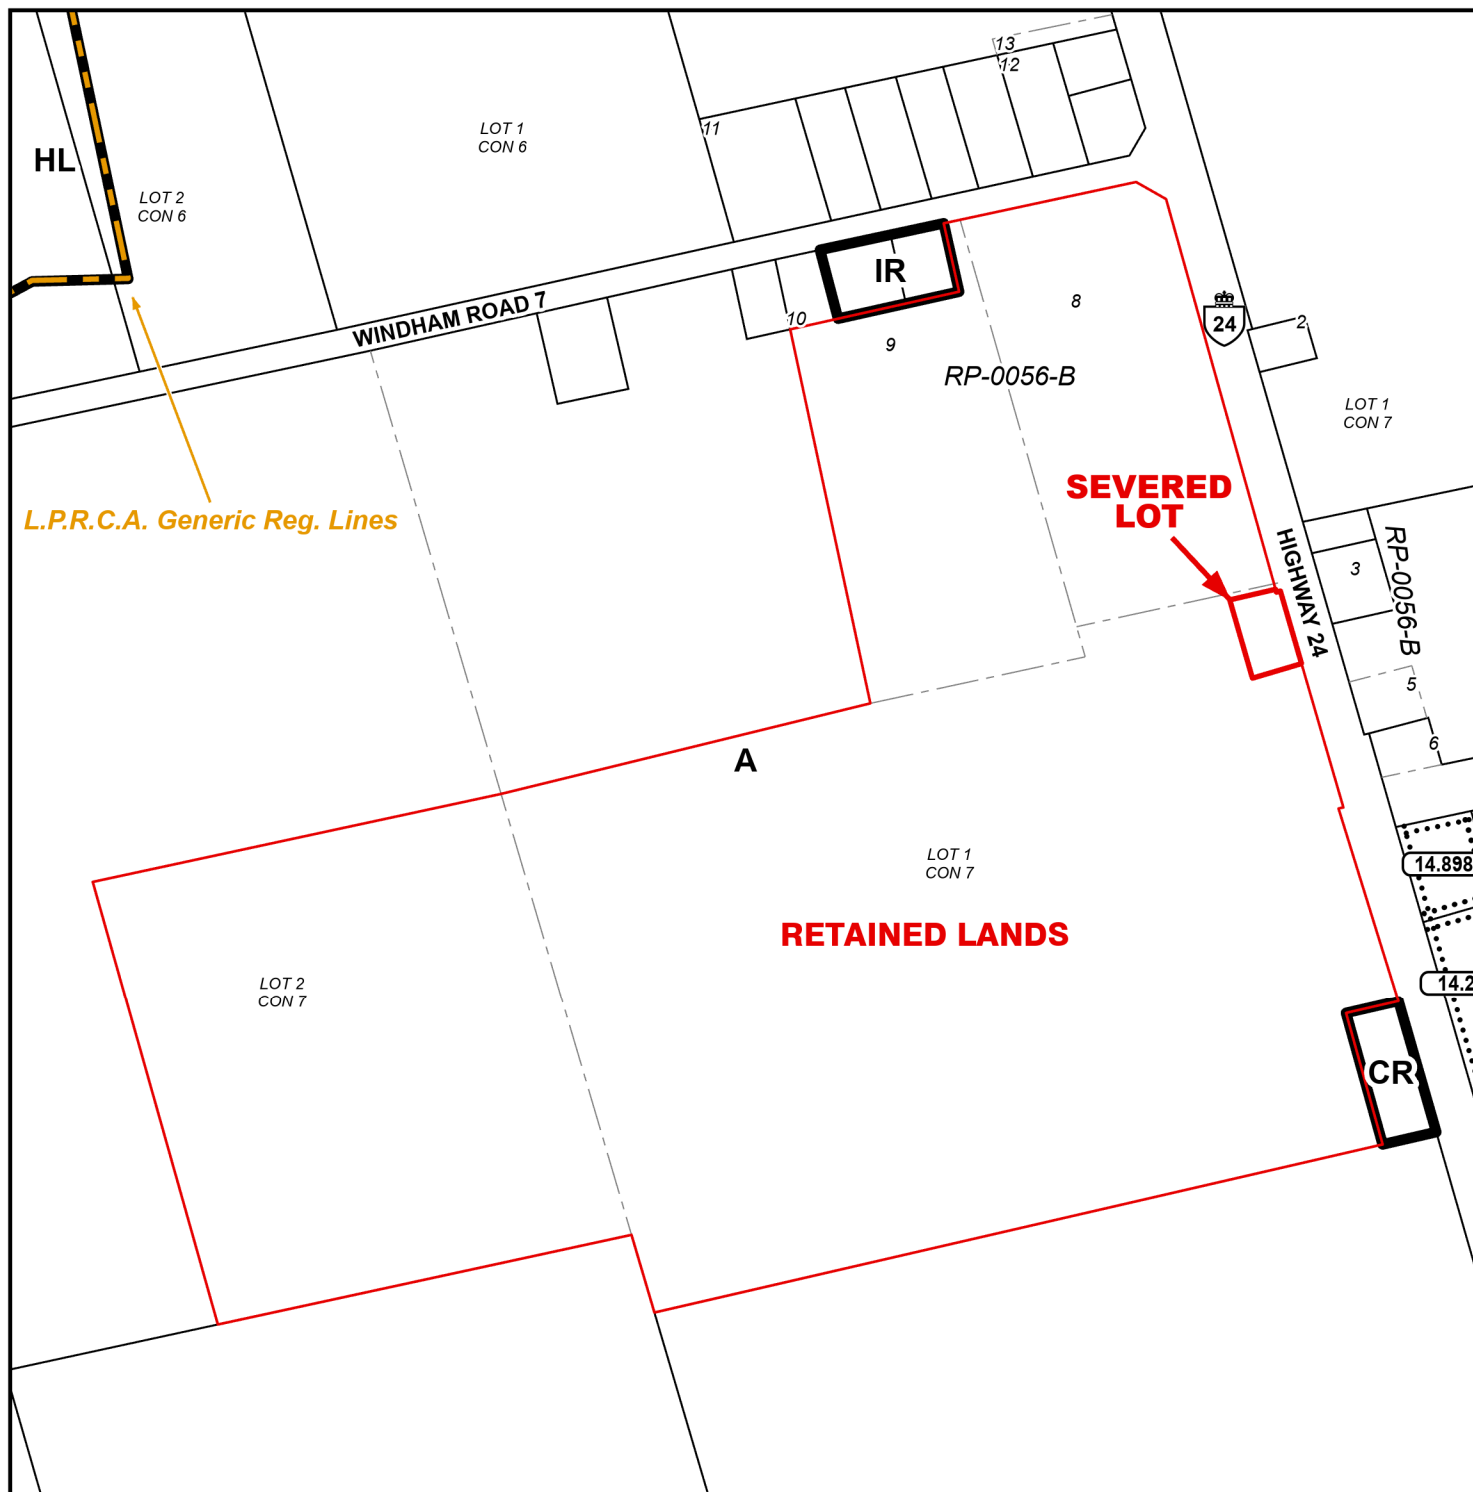 13
12
11
LOT 1
CON 6
HL
LOT 2
CON 6
IR
8
WINDHAM ROAD 7
10
9
24
2
RP-0056-B
LOT 1
CON 7
SEVERED
LOT
L.P.R.C.A. Generic Reg. Lines
HIGHWAY 24
3
RP-0056-B
5
6
A
LOT 1
CON 7
14.898
RETAINED LANDS
LOT 2
CON 7
14.2
CR